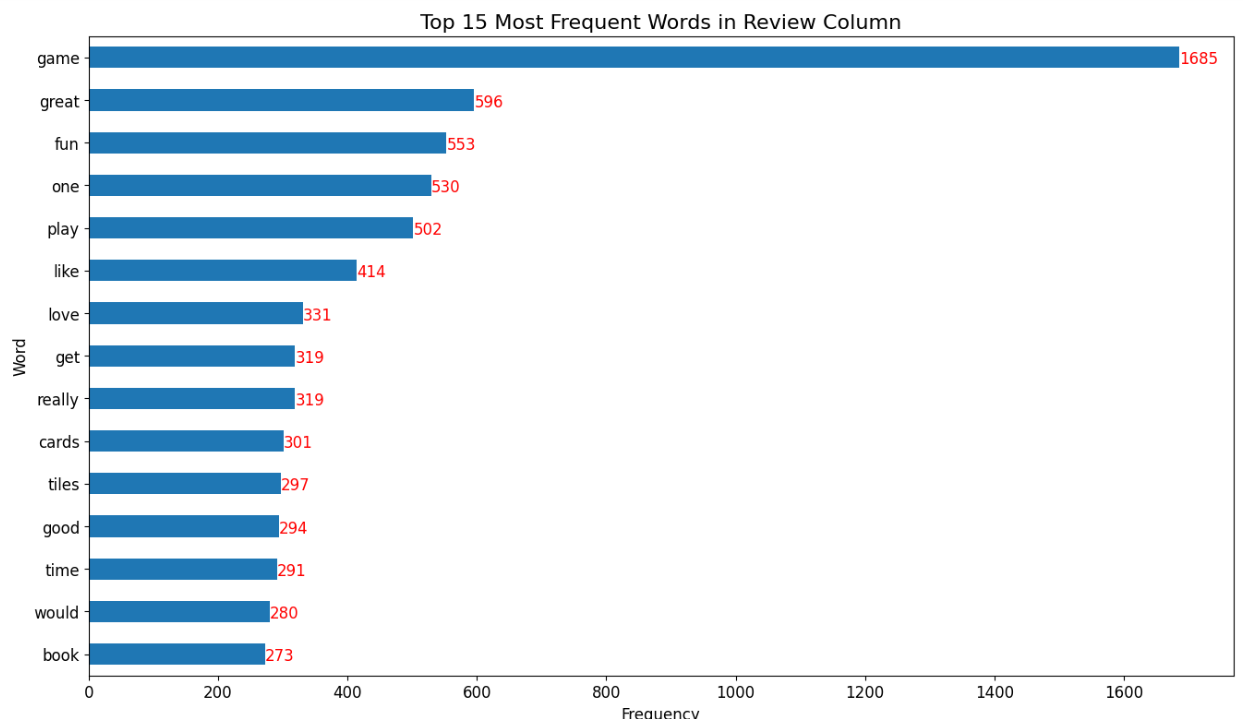 Top 15 Most Frequent Words in Review Column
game 1685
great 596
fun 553
one 530
play 502
like 414
love 331
Word
get 319
really 319
cards 301
tiles 297
good 294
time 291
would 280
book 273
0 200 400 600 800 1000 1200 1400 1600
Frequency